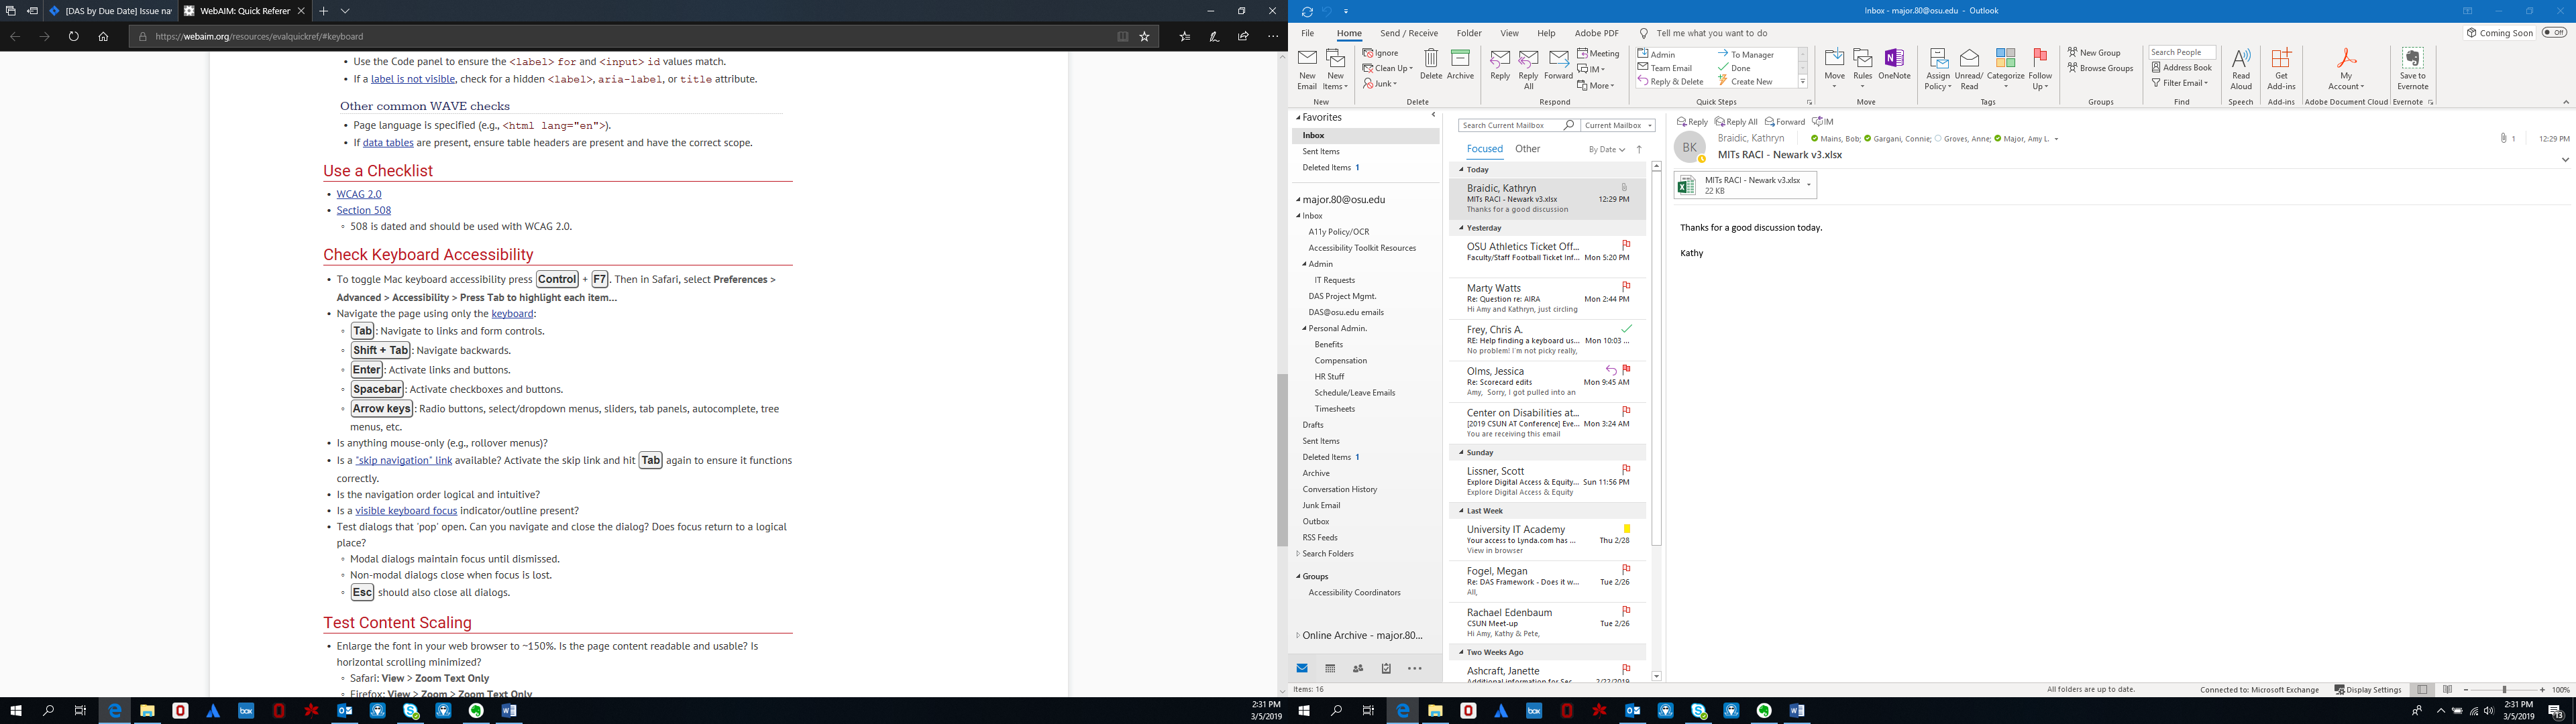 [DAS by Due Date] Issue na
WebAIM: Quick Referer
https://webaim.org/resources/evalquickref/#keyboard
Use the Code panel to ensure the <label> for and <input> id values match.
If a label is not visible, check for a hidden <label>, aria-label, or title attribute.
Other common WAVE checks
Page language is specified (e.g., <html lang="en">).
If data tables are present, ensure table headers are present and have the correct scope.
Use a Checklist
WCAG 2.0
Section 508
508 is dated and should be used with WCAG 2.0.
Check Keyboard Accessibility
To toggle Mac keyboard accessibility press Control + F7. Then in Safari, select Preferences >
Advanced > Accessibility > Press Tab to highlight each item...
Navigate the page using only the keyboard:
Tab: Navigate to links and form controls.
Shift + Tab: Navigate backwards.
Enter: Activate links and buttons.
Spacebar: Activate checkboxes and buttons.
Arrow keys: Radio buttons, select/dropdown menus, sliders, tab panels, autocomplete, tree
menus, etc.
Is anything mouse-only (e.g., rollover menus)?
Is a "skip navigation" link available? Activate the skip link and hit Tab again to ensure it functions
correctly.
Is the navigation order logical and intuitive?
Is a visible keyboard focus indicator/outline present?
Test dialogs that 'pop' open. Can you navigate and close the dialog? Does focus return to a logical
place?
Modal dialogs maintain focus until dismissed.
Non-modal dialogs close when focus is lost.
Esc should also close all dialogs.
Test Content Scaling
Enlarge the font in your web browser to ~150%. Is the page content readable and usable? Is
horizontal scrolling minimized?
Safari: View > Zoom Text Only
Firefox: View > Zoom > Zoom Text Only
box
2:31 PM
3/5/2019
Inbox - major.80@osu.edu - Outlook
File Home Send / Receive Folder View Help Adobe PDF Tell me what you want to do
Coming Soon Off
New Email
New Items
New
Ignore
Clean Up
Junk
Delete
Archive
Delete
Reply
Reply All
Forward
Meeting
IM
More
Respond
Admin
Team Email
Reply & Delete
To Manager
Done
Create New
Quick Steps
Move
Rules
OneNote
Move
Assign Policy
Unread/ Read
Categorize
Follow Up
Tags
New Group
Browse Groups
Groups
Search People
Address Book
Filter Email
Find
Read Aloud
Speech
Get Add-ins
Add-ins
My Account
Adobe Document Cloud
Save to Evernote
Evernote
Favorites
Inbox
Sent Items
Deleted Items 1
major.80@osu.edu
Inbox
A11y Policy/OCR
Accessibility Toolkit Resources
Admin
IT Requests
DAS Project Mgmt.
DAS@osu.edu emails
Personal Admin.
Benefits
Compensation
HR Stuff
Schedule/Leave Emails
Timesheets
Drafts
Sent Items
Deleted Items 1
Archive
Conversation History
Junk Email
Outbox
RSS Feeds
Search Folders
Groups
Accessibility Coordinators
Online Archive - major.80...
Search Current Mailbox Current Mailbox
Focused Other By Date
Today
Braidic, Kathryn
MITs RACI - Newark v3.xlsx 12:29 PM
Thanks for a good discussion
Yesterday
OSU Athletics Ticket Off...
Faculty/Staff Football Ticket Inf... Mon 5:20 PM
Marty Watts
Re: Question re: AIRA Mon 2:44 PM
Hi Amy and Kathryn, just circling
Frey, Chris A.
RE: Help finding a keyboard us... Mon 10:03 ...
No problem! I'm not picky really,
Olms, Jessica
Re: Scorecard edits Mon 9:45 AM
Amy, Sorry, I got pulled into an
Center on Disabilities at...
[2019 CSUN AT Conference] Eve... Mon 3:24 AM
You are receiving this email
Sunday
Lissner, Scott
Explore Digital Access & Equity... Sun 11:56 PM
Explore Digital Access & Equity
Last Week
University IT Academy
Your access to Lynda.com has ... Thu 2/28
View in browser
Fogel, Megan
Re: DAS Framework - Does it w... Tue 2/26
All,
Rachael Edenbaum
CSUN Meet-up Tue 2/26
Hi Amy, Kathy & Pete,
Two Weeks Ago
Ashcraft, Janette
Additional information for Sec 2/22/2019
Reply Reply All Forward IM
BK
Braidic, Kathryn
Mains, Bob; Gargani, Connie; Groves, Anne; Major, Amy L.
1 12:29 PM
MITs RACI - Newark v3.xlsx
MITs RACI - Newark v3.xlsx
22 KB
Thanks for a good discussion today.
Kathy
Items: 16
All folders are up to date.
Connected to: Microsoft Exchange
Display Settings
100%
box
2:31 PM
3/5/2019